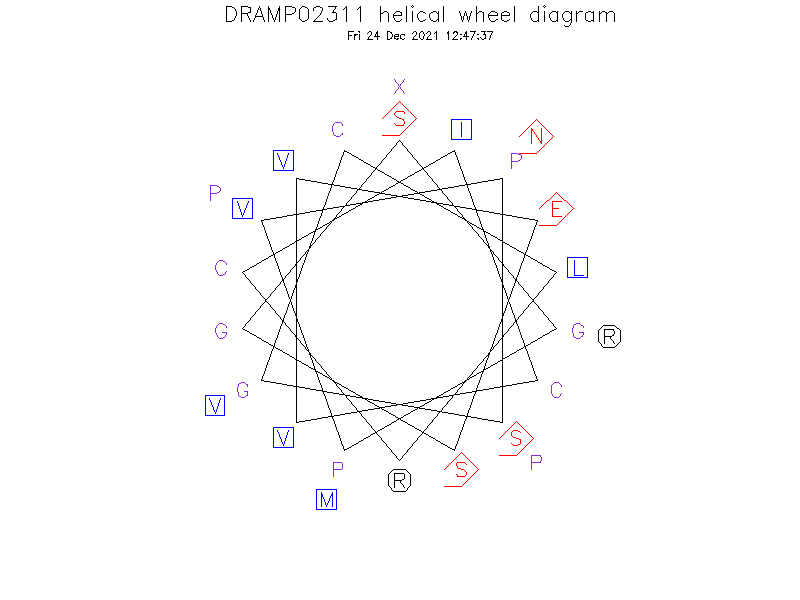 DRAMP02311 helical wheel diagram
Fri 24 Dec 2021 12:47:37
X
S
C
I
N
V
P
P
V
E
C
L
G
G
R
G
C
V
V
S
P
P
S
R
M